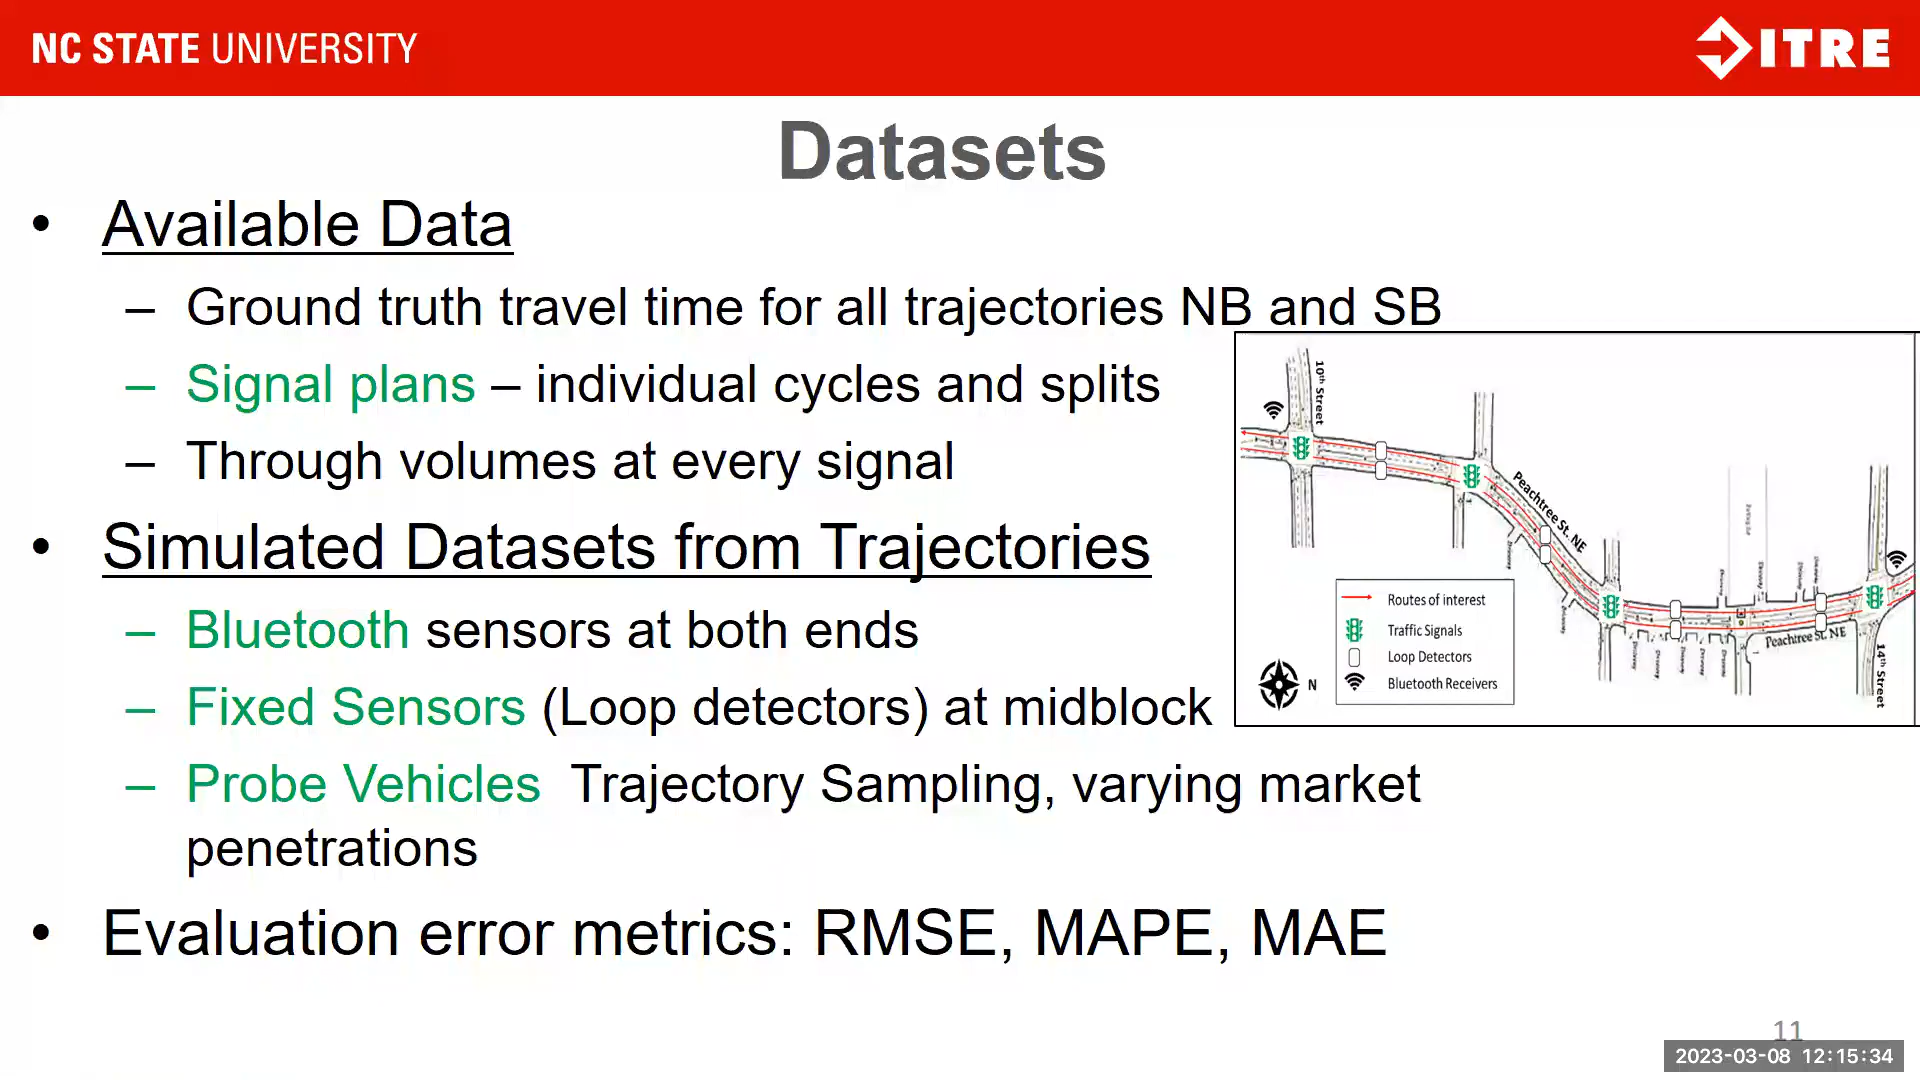 NC STATE UNIVERSITY
ITRE
Datasets
• Available Data
– Ground truth travel time for all trajectories NB and SB
– Signal plans – individual cycles and splits
– Through volumes at every signal
• Simulated Datasets from Trajectories
– Bluetooth sensors at both ends
– Fixed Sensors (Loop detectors) at midblock
– Probe Vehicles Trajectory Sampling, varying market
penetrations
• Evaluation error metrics: RMSE, MAPE, MAE
10th Street
Peachtree St. NE
Peachtree St. NE
14th Street
Routes of interest
Traffic Signals
Loop Detectors
Bluetooth Receivers
N
11
2023-03-08 12:15:34